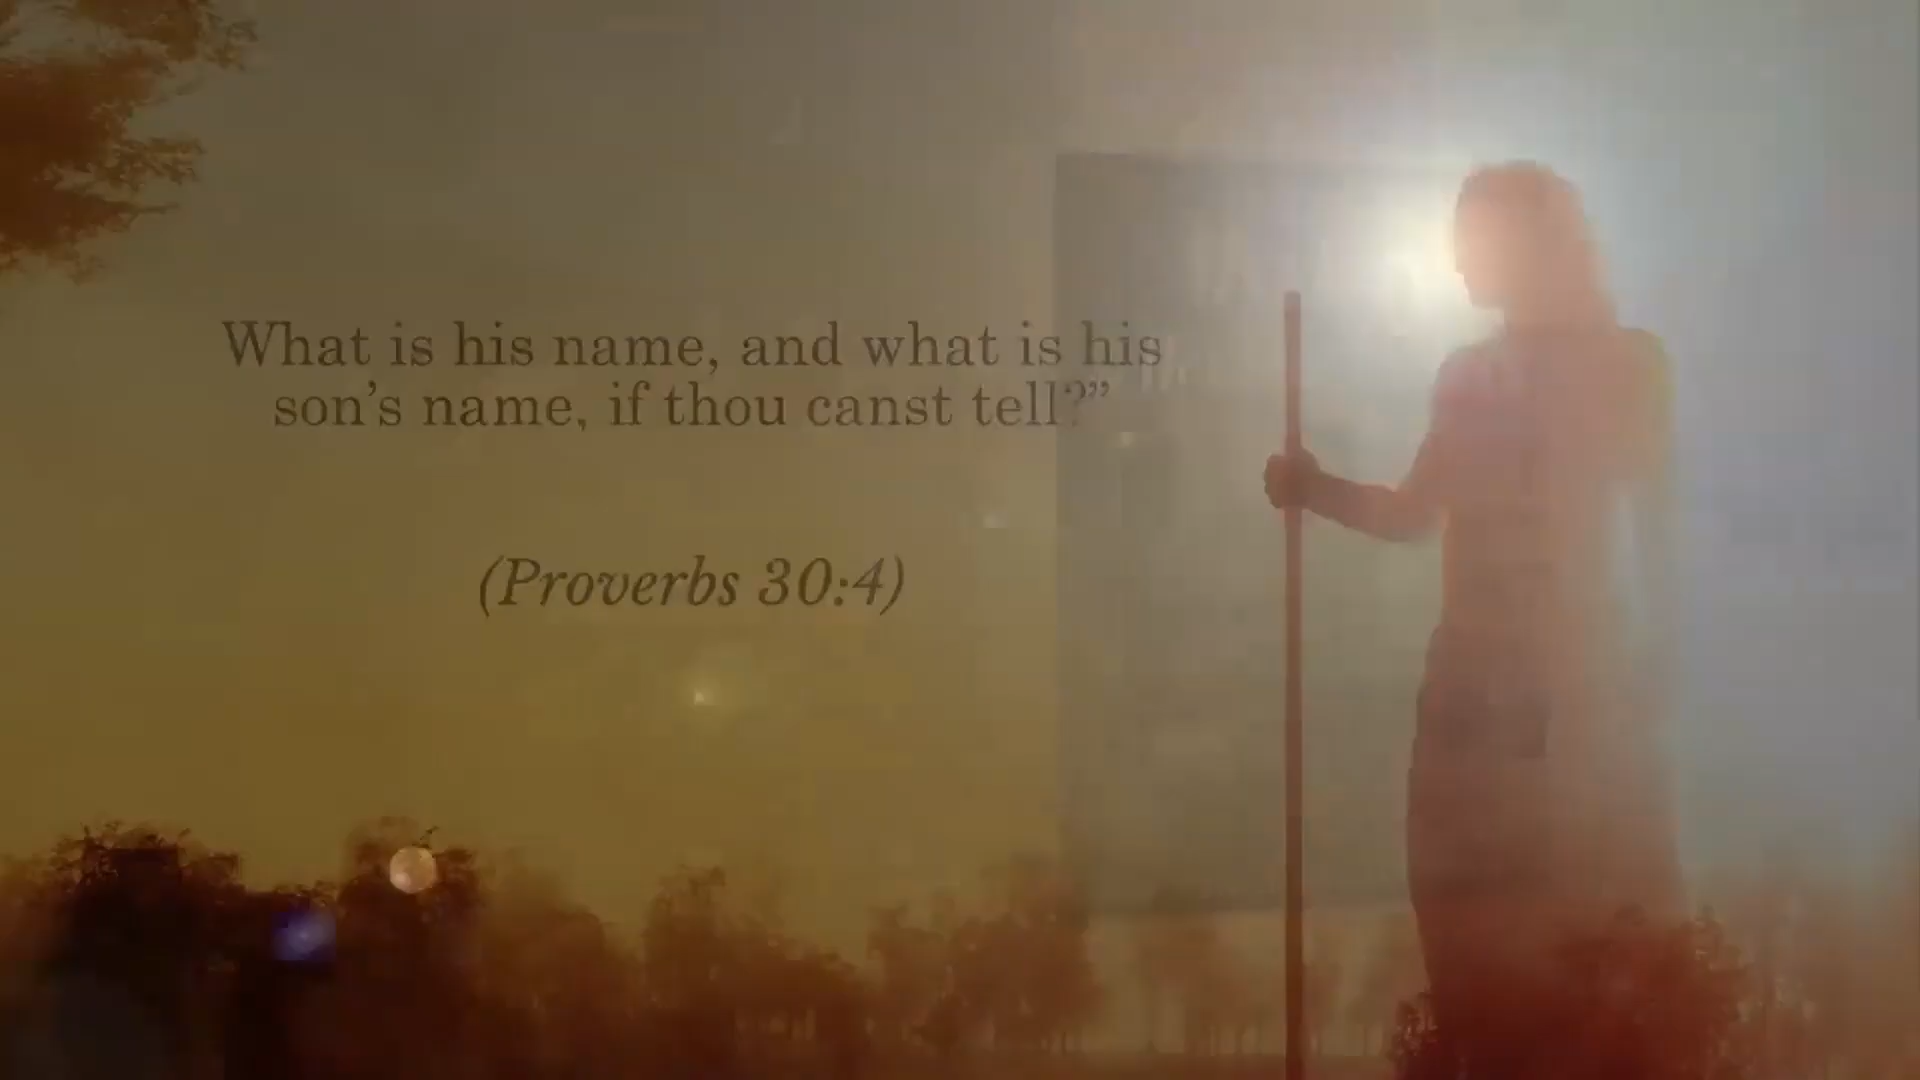 What is his name, and what is his
son’s name, if thou canst tell?”
(Proverbs 30:4)